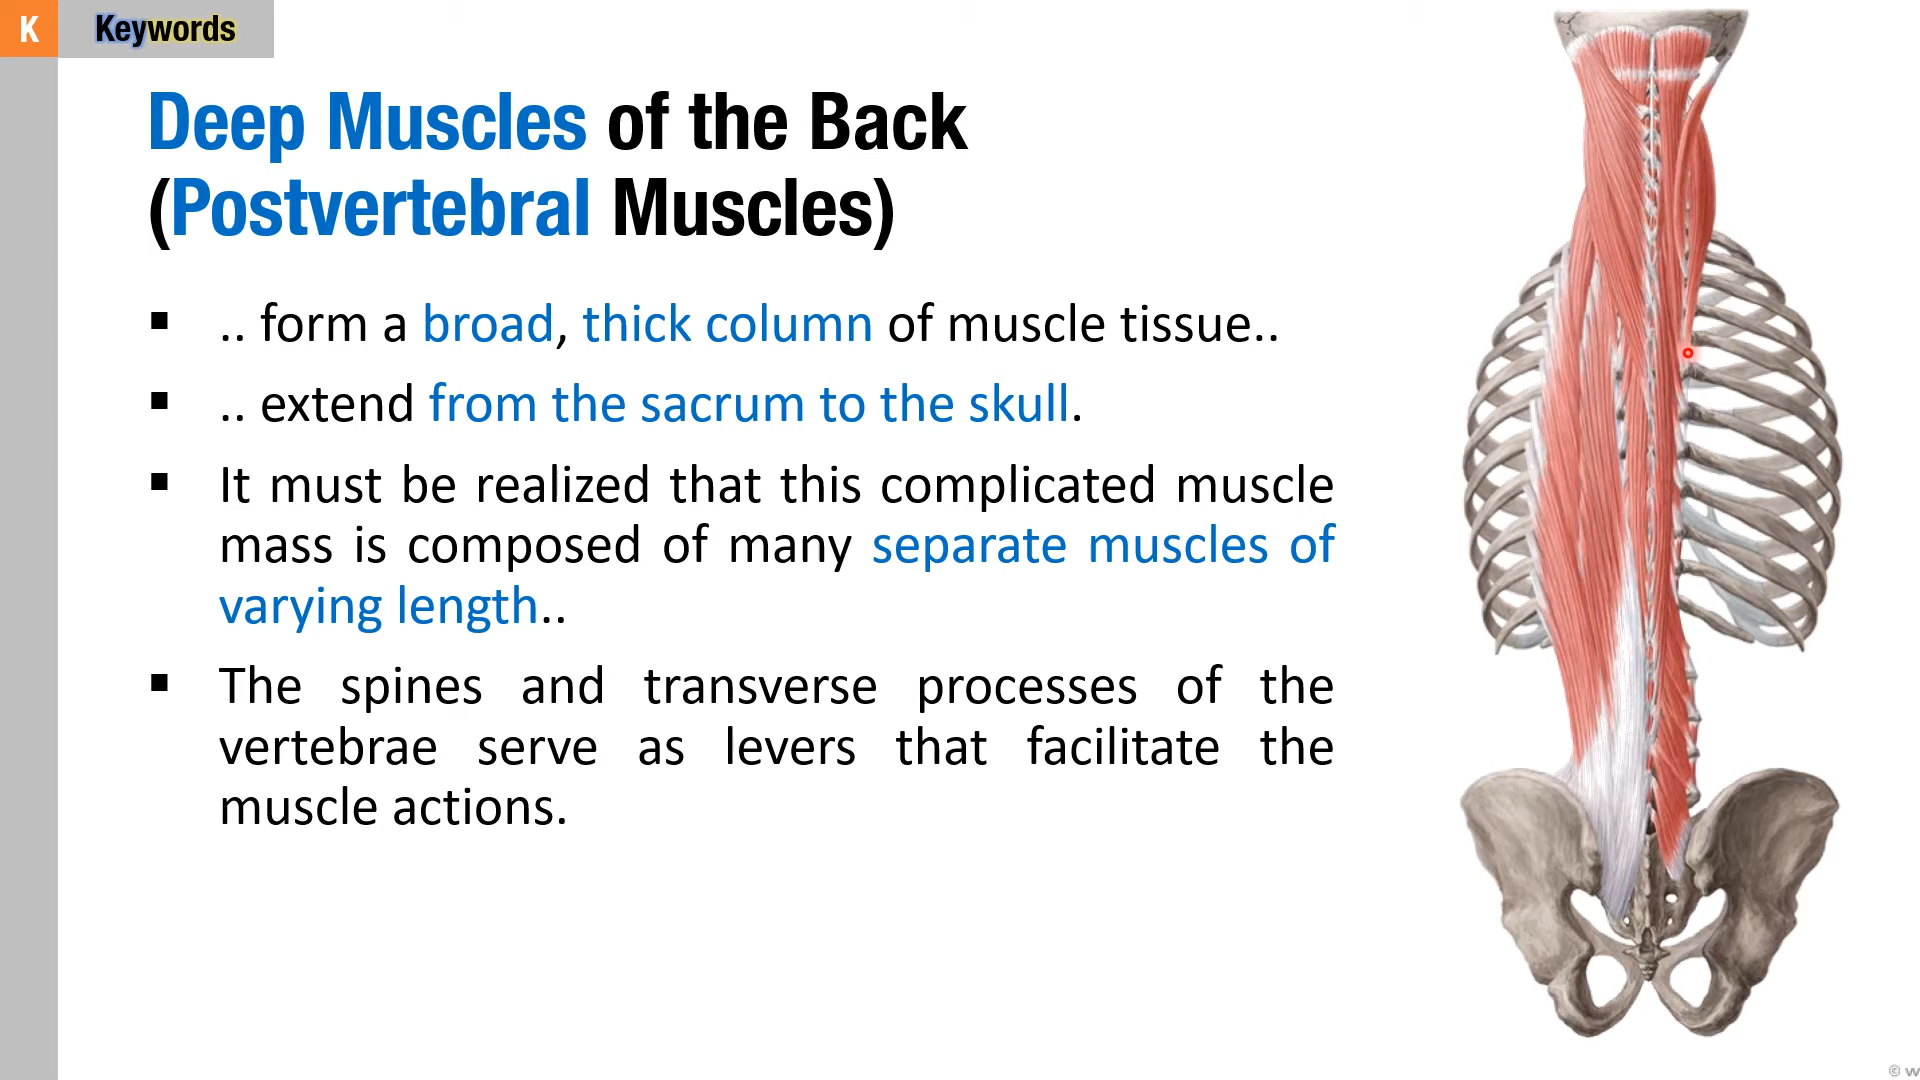 K Keywords
Deep Muscles of the Back
(Postvertebral Muscles)
▪ .. form a broad, thick column of muscle tissue..
▪ .. extend from the sacrum to the skull.
▪ It must be realized that this complicated muscle
mass is composed of many separate muscles of
varying length..
▪ The spines and transverse processes of the
vertebrae serve as levers that facilitate the
muscle actions.
© w